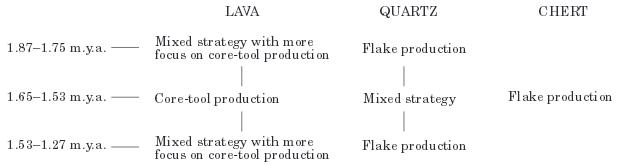 LAVA QUARTZ CHERT
1.87–1.75 m.y.a. Mixed strategy with more
focus on core-tool production Flake production
1.65–1.53 m.y.a. Core-tool production Mixed strategy Flake production
1.53–1.27 m.y.a. Mixed strategy with more
focus on core-tool production Flake production